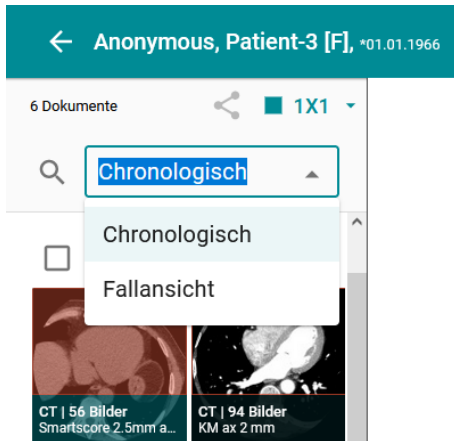 Anonymous, Patient-3 [F], *01.01.1966
6 Dokumente
1X1
Chronologisch
Chronologisch
Fallansicht
CT | 56 Bilder
Smartscore 2.5mm a...
CT | 94 Bilder
KM ax 2 mm